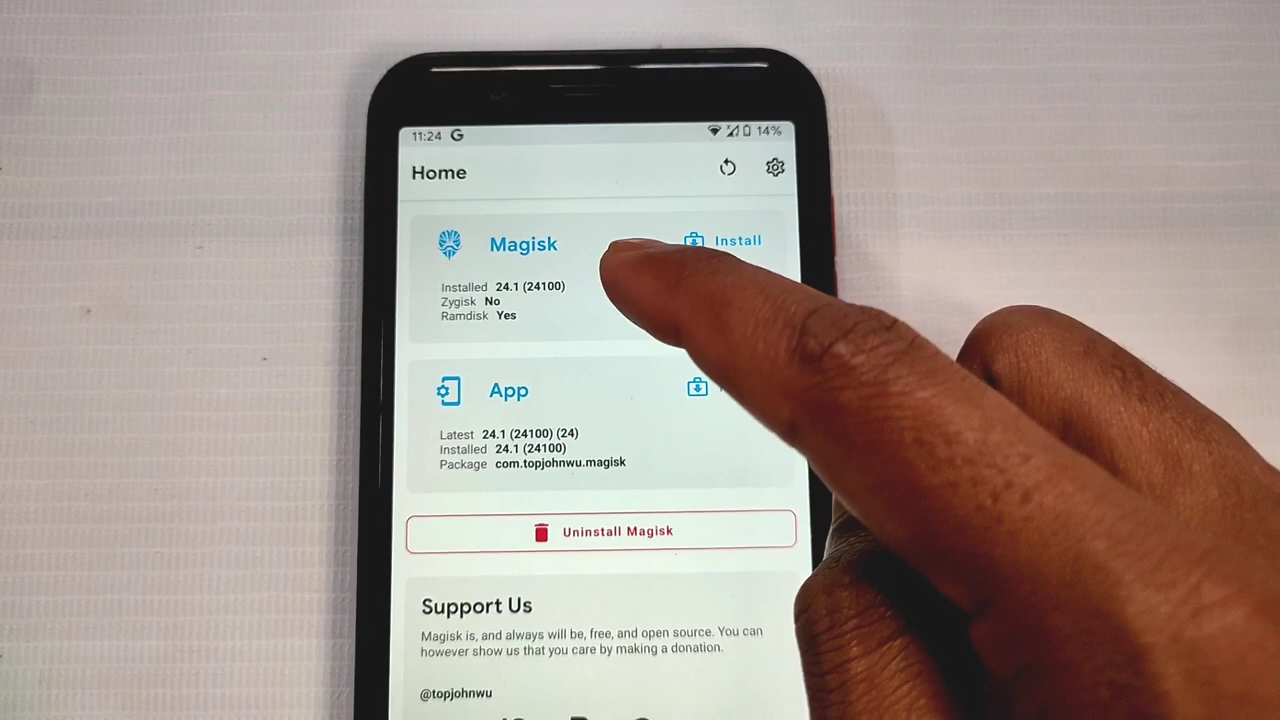 11:24 G 14%
Home
Magisk Install
Installed 24.1 (24100)
Zygisk No
Ramdisk Yes
App
Latest 24.1 (24100) (24)
Installed 24.1 (24100)
Package com.topjohnwu.magisk
Uninstall Magisk
Support Us
Magisk is, and always will be, free, and open source. You can
however show us that you care by making a donation.
@topjohnwu